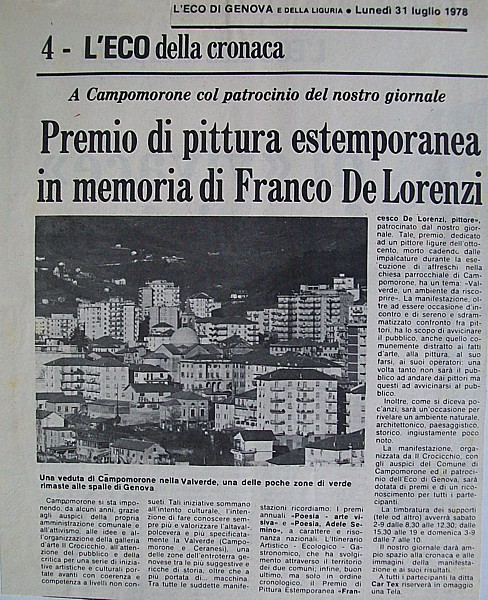 L'ECO DI GENOVA E DELLA LIGURIA ● Lunedì 31 luglio 1978
4 - L'ECO della cronaca
A Campomorone col patrocinio del nostro giornale
Premio di pittura estemporanea
in memoria di Franco De Lorenzi
Una veduta di Campomorone nella Valverde, una delle poche zone di verde
rimaste alle spalle di Genova
Campomorone si sta impo-
nendo, da alcuni anni, grazie
agli auspici della propria
amministrazione comunale e
all'attivismo, alle idee e al-
l'organizzazione della galleria
d'arte Il Crocicchio, all'atten-
zione del pubblico e della
critica per una serie di inizia-
tive artistiche e culturali por-
tate avanti con coerenza e
competenza a livelli non con-
sueti. Tali iniziative sommano
all'intento culturale, l'inten-
zione di fare conoscere sem-
pre più e valorizzare l'altaval-
polcevera e più specificata-
mente la Valverde (Campo-
morone e Ceranesi), una
delle zone dell'entroterra ge-
novese tra le più suggestive e
ricche di storia, oltre che a
più portata di... macchina.
Tra tutte le suddette manife-
stazioni ricordiamo: I premi
annuali «Poesia - arte vi-
siva» e «Poesia, Adele Se-
mino», a carattere e riso-
nanza nazionali. L'Itinerario
Artistico - Ecologico - Ga-
stronomico, che ha svolgi-
mento attraverso il territorio
dei due comuni; infine, buon
ultimo, ma solo in ordine
cronologico, il Premio di
Pittura Estemporanea «Fran-
cesco De Lorenzi, pittore»,
patrocinato dal nostro gior-
nale. Tale, premio, dedicato
ad un pittore ligure dell'otto-
cento, morto cadendo dalle
impalcature durante la ese-
cuzione di affreschi nella
chiesa parrocchiale di Cam-
pomorone, ha un tema: «Val-
verde, un ambiente da risco-
prire». La manifestazione, ol-
tre ad essere occasione d'in-
contro e di sereno e sdram-
matizzato confronto fra pit-
tori, ha lo scopo di avvicinare
il pubblico, anche quello co-
munemente distratto ai fatti
d'arte, alla pittura, al suo
farsi, ai suoi operatori: una
volta tanto non sarà il pub-
blico ad andare dai pittori ma
questi ad avvicinarsi al pub-
blico.
Inoltre, come si diceva po-
c'anzi, sarà un occasione per
rivelare un ambiente naturale,
architettonico, paesaggistico,
storico, ingiustamente poco
noto.
La manifestazione, orga-
nizzata da Il Crocicchio, con
gli auspici del Comune di
Campomorone ed il patroci-
nio dell'Eco di Genova, sarà
dotata di premi e di un rico-
noscimento per tutti i parte-
cipanti.
La timbratura dei supporti
(tele od altro) avverrà sabato
2-9 dalle 8,30 alle 12,30; dalle
15,30 alle 19 e domenica 3-9
dalle 7 alle 10.
Il nostro giornale darà am-
pio spazio alla cronaca e alle
immagini della manifestazio-
ne e ai suoi risultati.
A tutti i partecipanti la ditta
Car Tex riserverà in omaggio
una Tela.